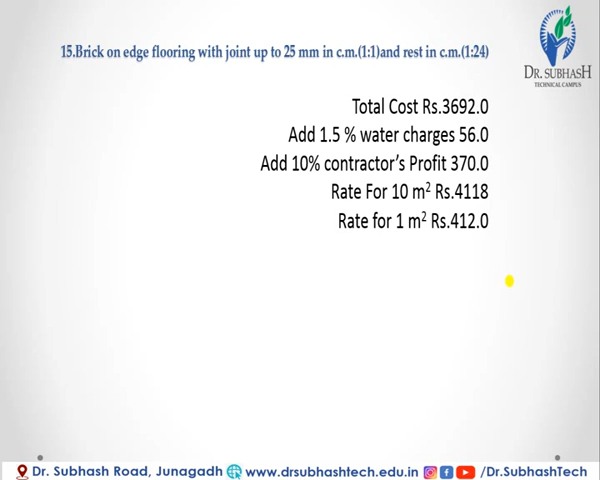 15.Brick on edge flooring with joint up to 25 mm in c.m.(1:1)and rest in c.m.(1:24)
DR. SUBHASH
TECHNICAL CAMPUS
Total Cost Rs.3692.0
Add 1.5 % water charges 56.0
Add 10% contractor’s Profit 370.0
Rate For 10 m² Rs.4118
Rate for 1 m² Rs.412.0
Dr. Subhash Road, Junagadh www.drsubhashtech.edu.in /Dr.SubhashTech